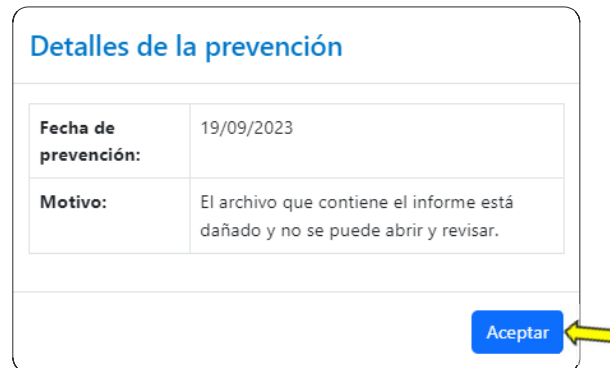 Detalles de la prevención
Fecha de
prevención:
19/09/2023
Motivo:
El archivo que contiene el informe está
dañado y no se puede abrir y revisar.
Aceptar